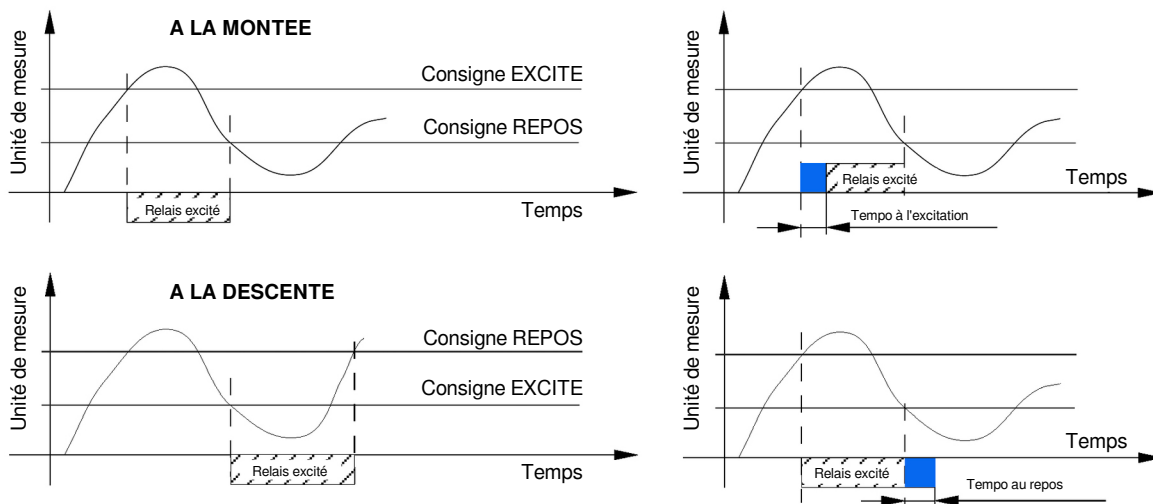 A LA MONTEE
Unité de mesure
Consigne EXCITE
Consigne REPOS
Relais excité
Temps
Unité de mesure
Relais excité
Temps
Tempo à l'excitation
A LA DESCENTE
Unité de mesure
Consigne REPOS
Consigne EXCITE
Relais excité
Temps
Unité de mesure
Temps
Relais excité
Tempo au repos